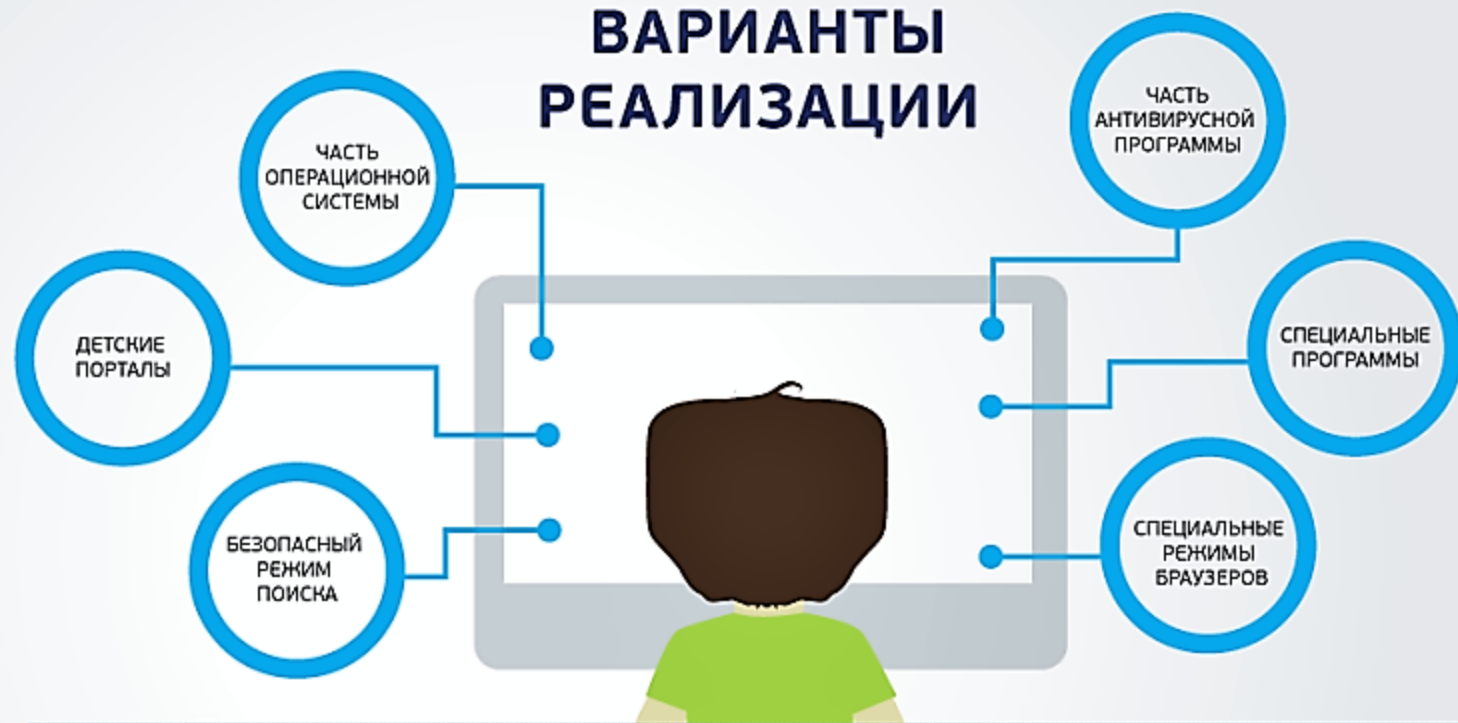 ВАРИАНТЫ
РЕАЛИЗАЦИИ
ЧАСТЬ
ОПЕРАЦИОННОЙ
СИСТЕМЫ
ДЕТСКИЕ
ПОРТАЛЫ
БЕЗОПАСНЫЙ
РЕЖИМ
ПОИСКА
ЧАСТЬ
АНТИВИРУСНОЙ
ПРОГРАММЫ
СПЕЦИАЛЬНЫЕ
ПРОГРАММЫ
СПЕЦИАЛЬНЫЕ
РЕЖИМЫ
БРАУЗЕРОВ